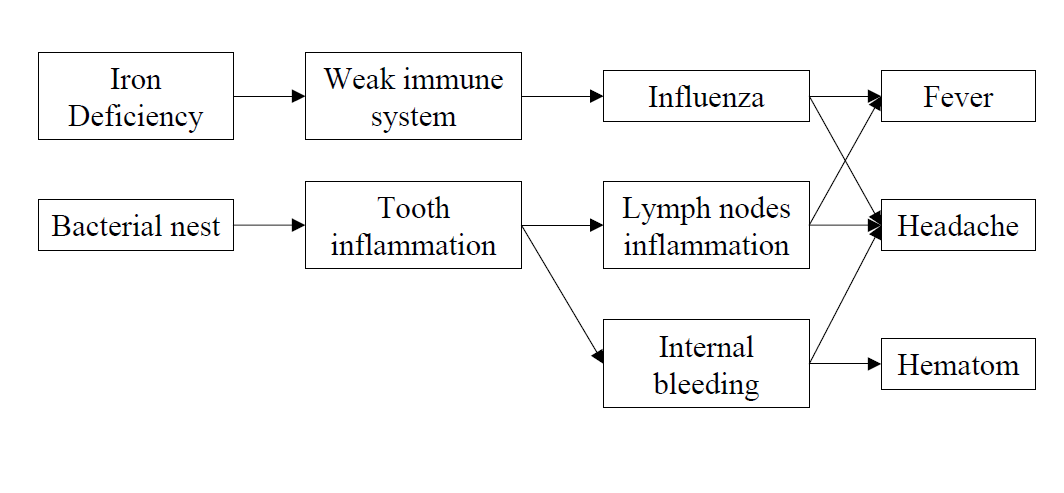 Iron
Deficiency
Weak immune
system
Influenza
Fever
Bacterial nest
Tooth
inflammation
Lymph nodes
inflammation
Headache
Internal
bleeding
Hematom